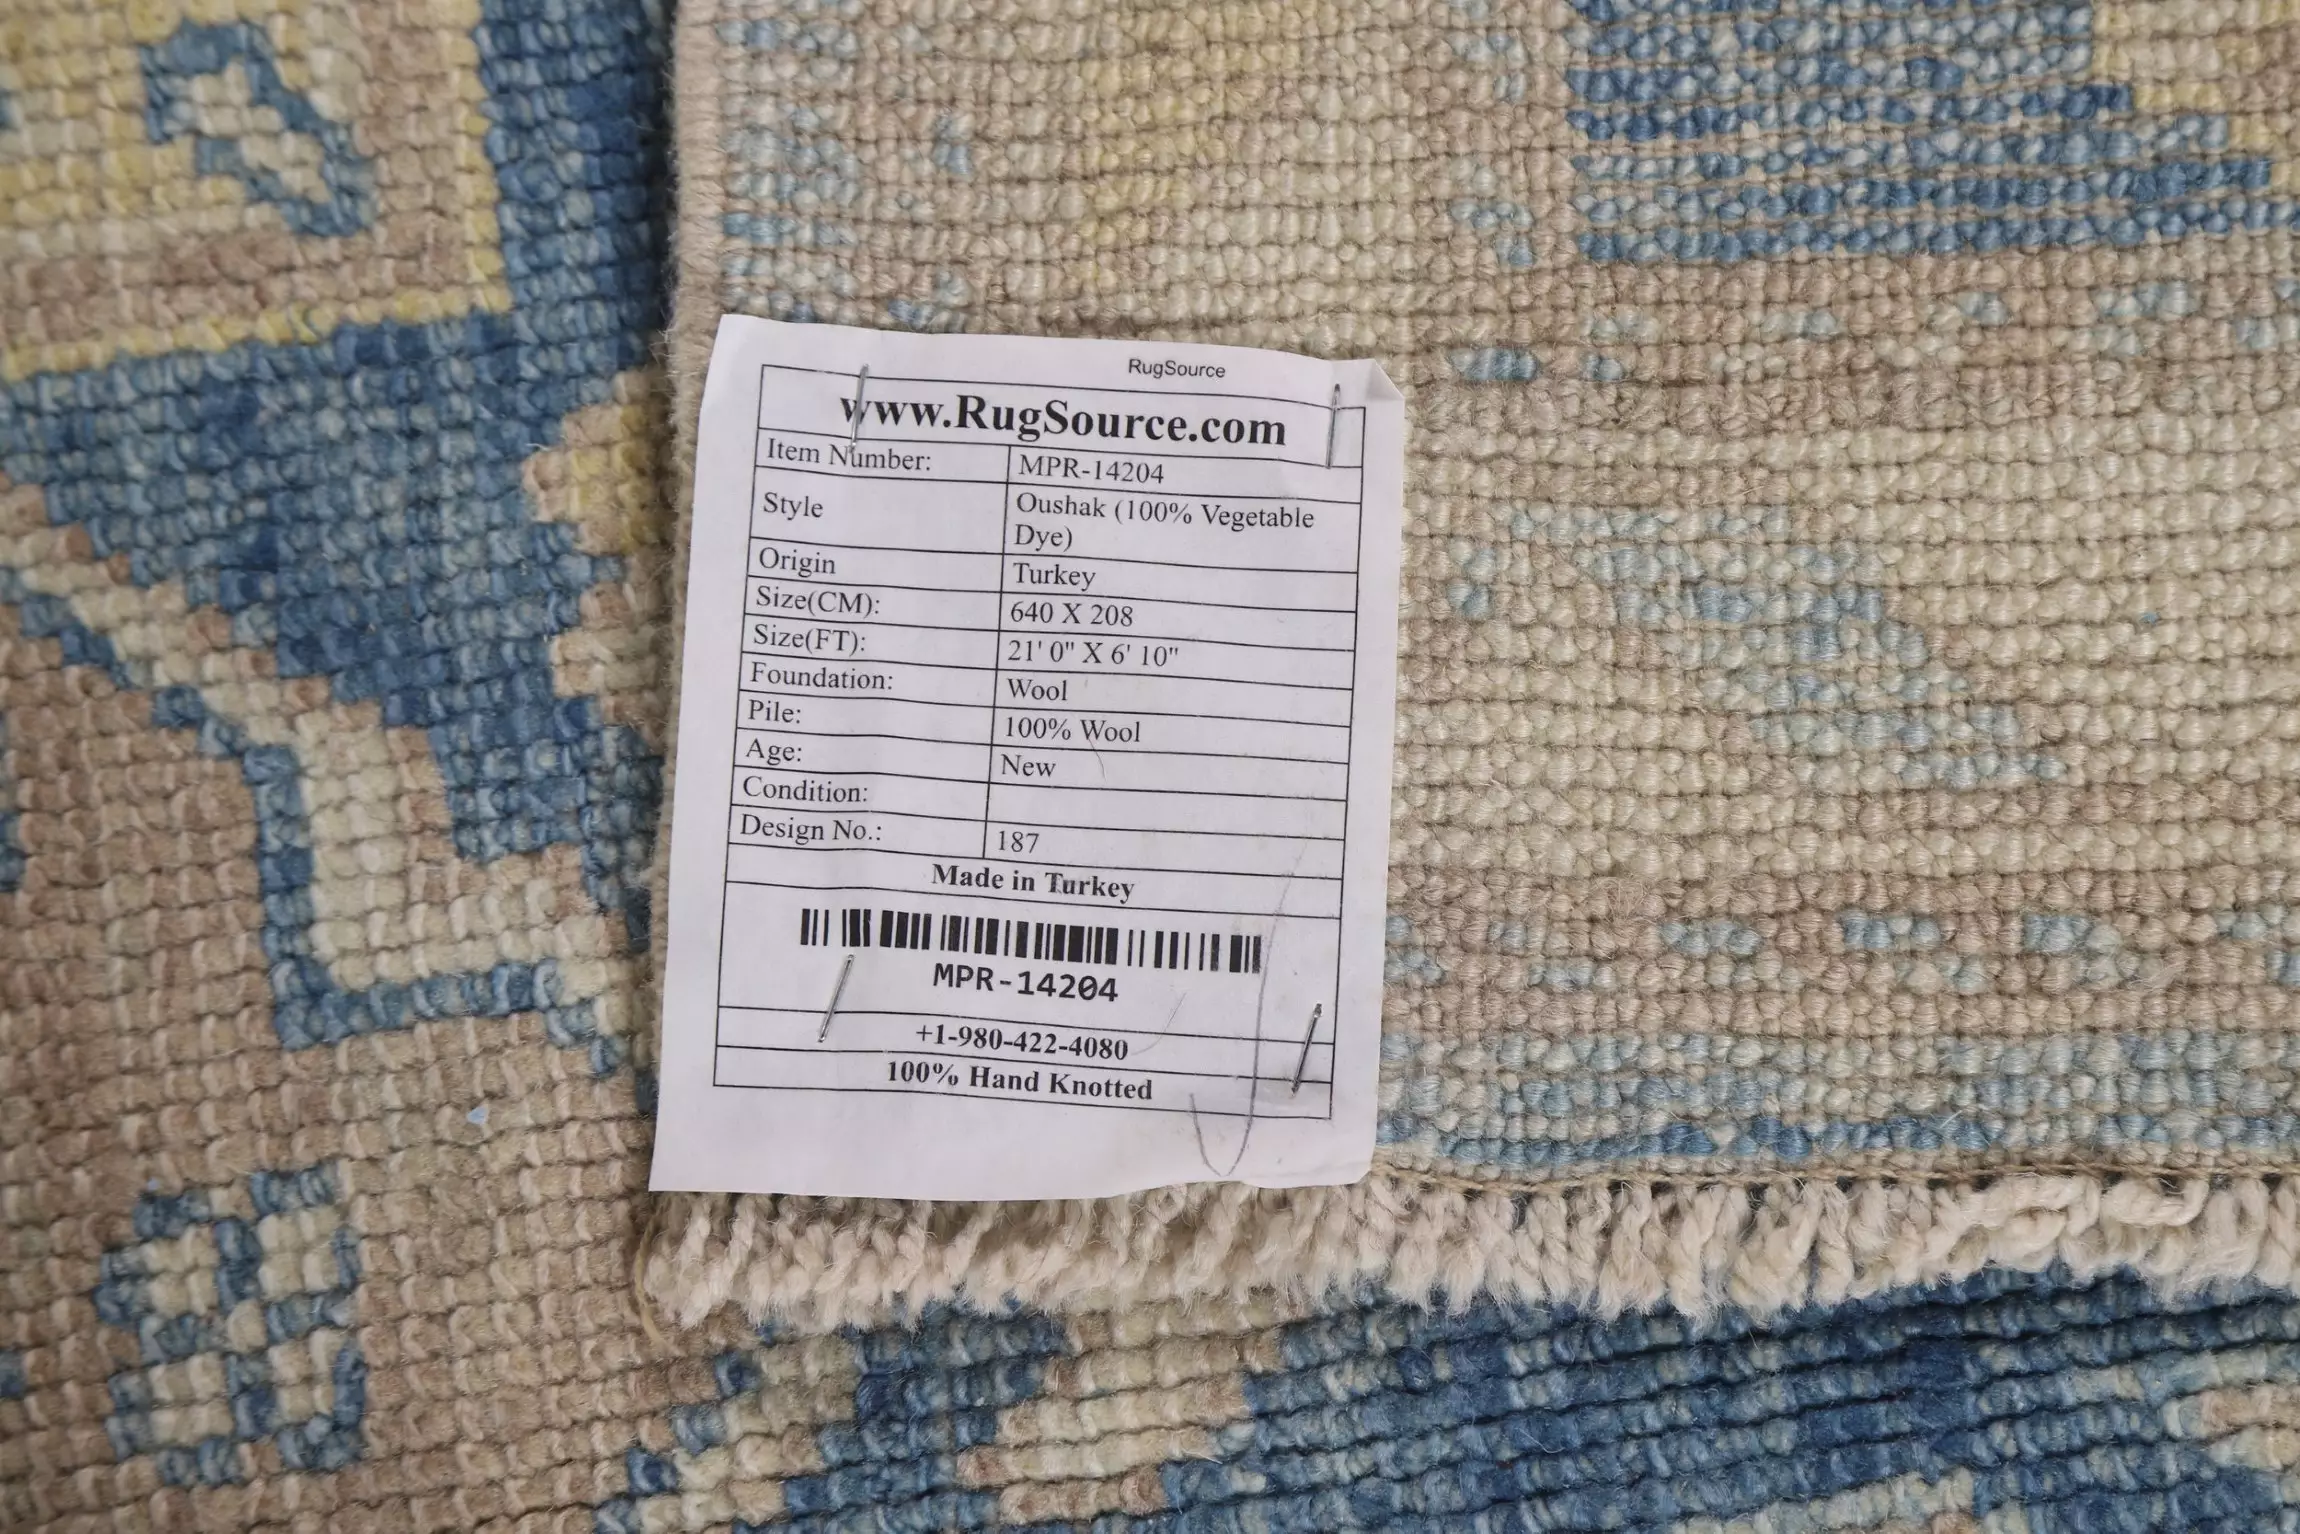 RugSource
www.RugSource.com
Item Number: MPR-14204
Style Oushak (100% Vegetable
Dye)
Origin Turkey
Size(CM): 640 X 208
Size(FT): 21' 0" X 6' 10"
Foundation: Wool
Pile: 100% Wool
Age: New
Condition:
Design No.: 187
Made in Turkey
MPR-14204
+1-980-422-4080
100% Hand Knotted